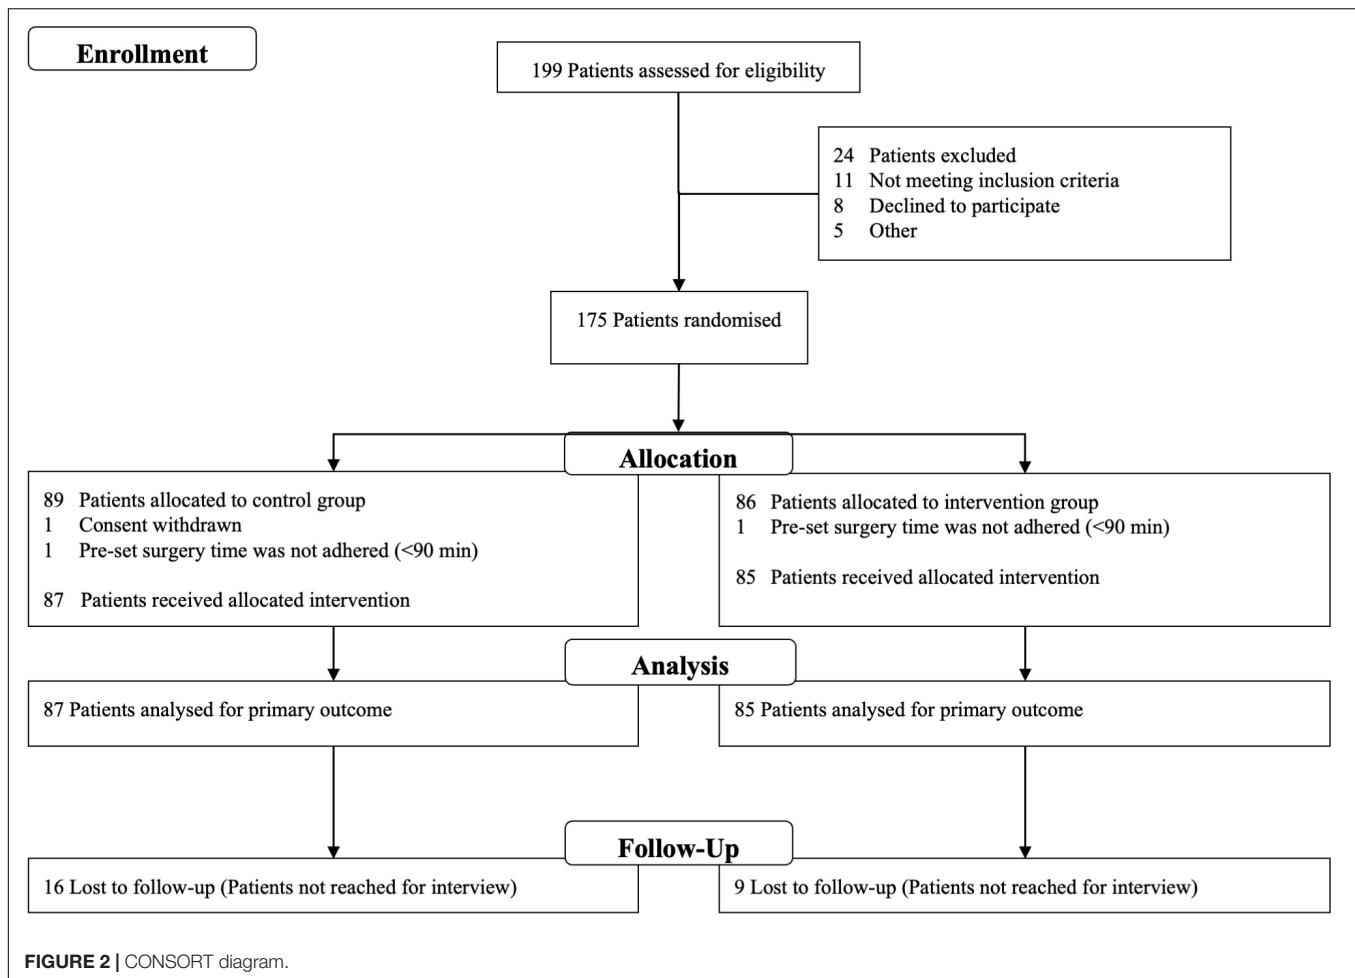 Enrollment
199 Patients assessed for eligibility
24 Patients excluded
11 Not meeting inclusion criteria
8 Declined to participate
5 Other
175 Patients randomised
Allocation
89 Patients allocated to control group
1 Consent withdrawn
1 Pre-set surgery time was not adhered (<90 min)
87 Patients received allocated intervention
86 Patients allocated to intervention group
1 Pre-set surgery time was not adhered (<90 min)
85 Patients received allocated intervention
Analysis
87 Patients analysed for primary outcome
85 Patients analysed for primary outcome
Follow-Up
16 Lost to follow-up (Patients not reached for interview)
9 Lost to follow-up (Patients not reached for interview)
FIGURE 2 | CONSORT diagram.